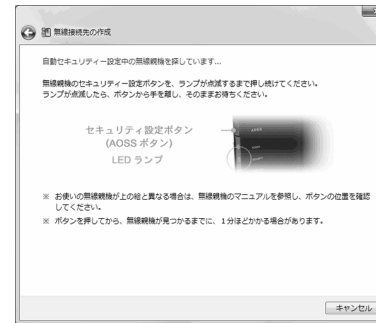 無線接続先の作成
自動セキュリティー設定中の無線親機を探しています...
無線親機のセキュリティー設定ボタンを、ランプが点滅するまで押し続けてください。
ランプが点滅したら、ボタンから手を離し、そのままお待ちください。
セキュリティ設定ボタン
(AOSS ボタン)
AOSS
LED ランプ
※ お使いの無線親機が上の絵と異なる場合は、無線親機のマニュアルを参照し、ボタンの位置を確認
してください。
※ ボタンを押してから、無線親機が見つかるまでに、1分ほどかかる場合があります。
キャンセル